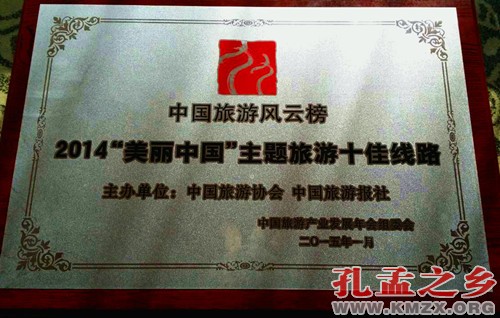 中国旅游风云榜
2014“美丽中国”主题旅游十佳线路
主办单位：中国旅游协会 中国旅游报社
中国旅游产业发展年会组委会
二〇一五年一月
孔孟之乡
WWW.KMZX.ORG